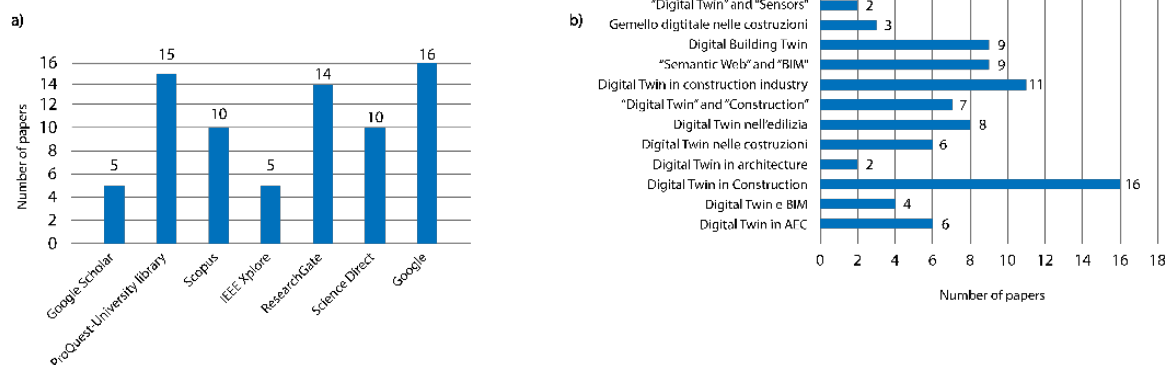 a)
16
15
14
10
10
5
5
16
14
12
10
8
6
4
2
0
Number of papers
Google Scholar
ProQuest-University library
Scopus
IEEE Xplore
ResearchGate
Science Direct
Google
b)
"Digital Twin" and "Sensors" 2
Gemello digtitale nelle costruzioni 3
Digital Building Twin 9
"Semantic Web" and "BIM" 9
Digital Twin in construction industry 11
"Digital Twin" and "Construction" 7
Digital Twin nell'edilizia 8
Digital Twin nelle costruzioni 6
Digital Twin in architecture 2
Digital Twin in Construction 16
Digital Twin e BIM 4
Digital Twin in AEC 6
0 2 4 6 8 10 12 14 16 18
Number of papers